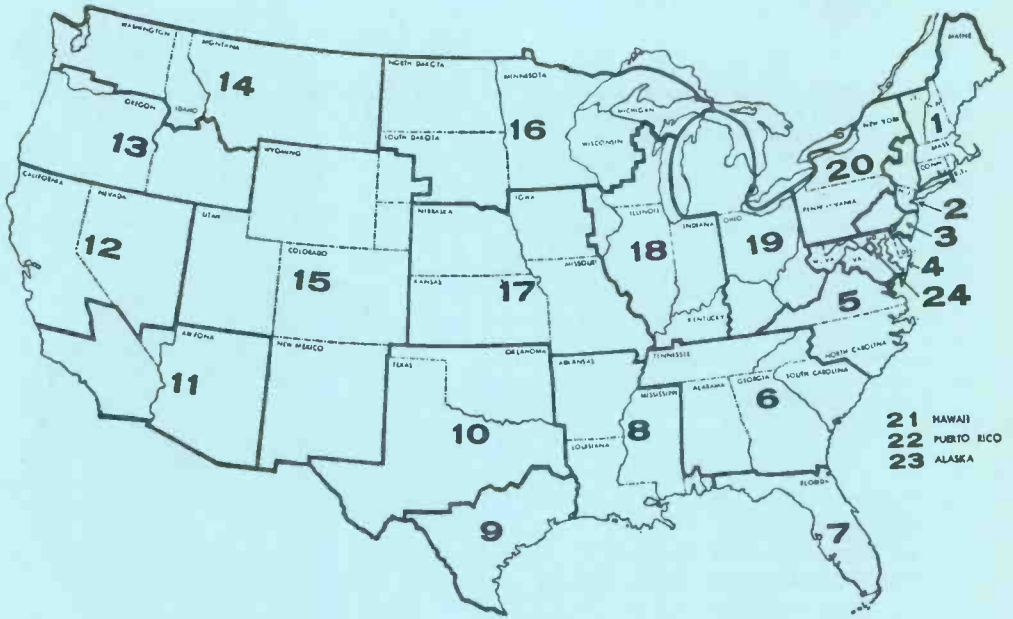 WASHINGTON
MONTANA
NORTH DAKOTA
MINNESOTA
MAINE
14
OREGON
IDAHO
MICHIGAN
NEW YORK
1
13
16
SOUTH DAKOTA
WISCONSIN
MASS
WYOMING
20
CONN
CALIFORNIA
NEVADA
UTAH
NEBRASKA
IOWA
ILLINOIS
INDIANA
OHIO
2
3
12
COLORADO
18
19
4
15
KANSAS
17
MISSOURI
5
24
KENTUCKY
ARIZONA
NEW MEXICO
OKLAHOMA
TEXAS
ARKANSAS
TENNESSEE
NORTH CAROLINA
11
MISSISSIPPI
ALABAMA
GEORGIA
SOUTH CAROLINA
6
10
8
LOUISIANA
21 HAWAII
22 PUERTO RICO
23 ALASKA
FLORIDA
9
7